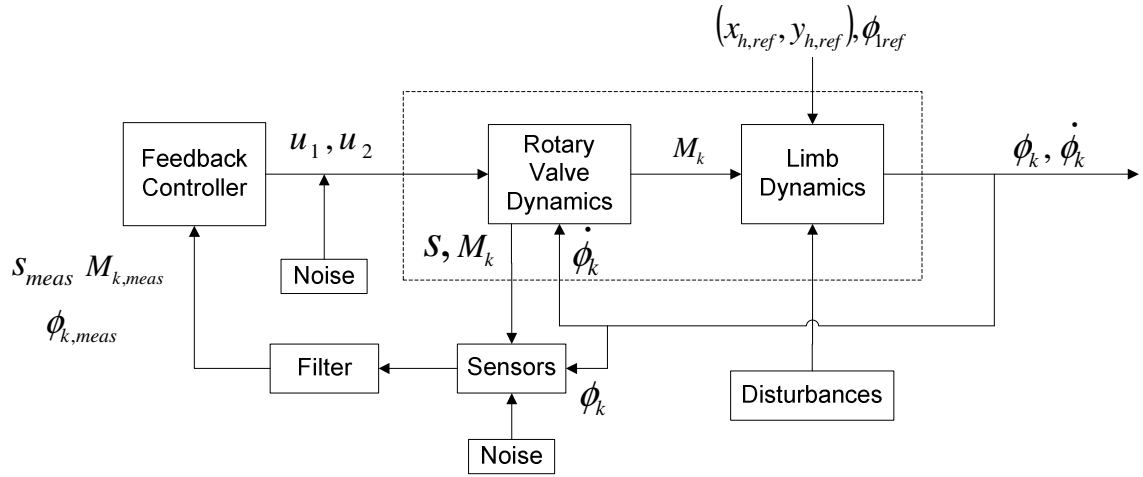 (x_{h,ref}, y_{h,ref}), ϕ_{1ref}
Feedback
Controller
u_1, u_2
Rotary
Valve
Dynamics
M_k
Limb
Dynamics
ϕ_k, ϕ̇_k
S, M_k
ϕ̇_k
Noise
s_{meas} M_{k,meas}
ϕ_{k,meas}
Filter
Sensors
ϕ_k
Disturbances
Noise